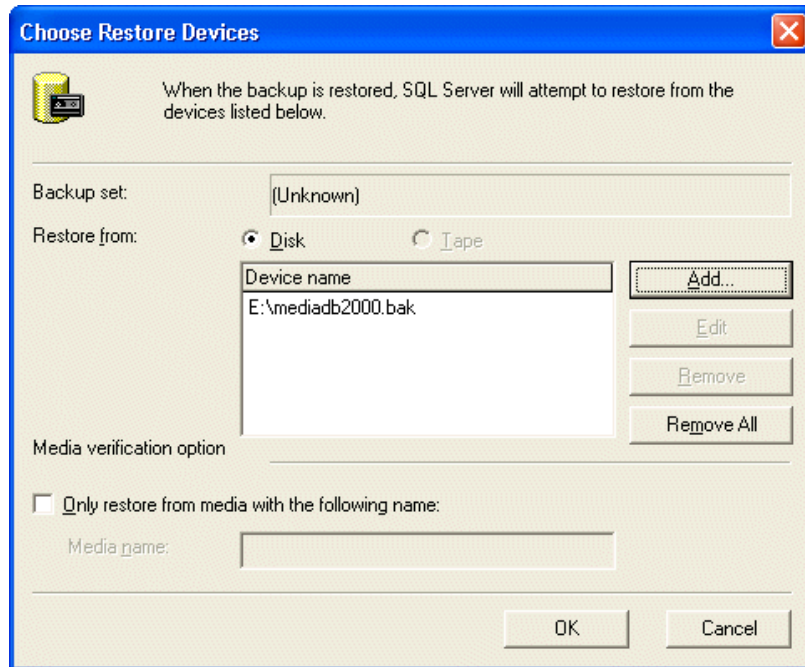 Choose Restore Devices
When the backup is restored, SQL Server will attempt to restore from the
devices listed below.
Backup set:
(Unknown)
Restore from:
Disk
Tape
Device name
E:\mediadb2000.bak
Add...
Edit
Remove
Remove All
Media verification option
Only restore from media with the following name:
Media name:
OK
Cancel